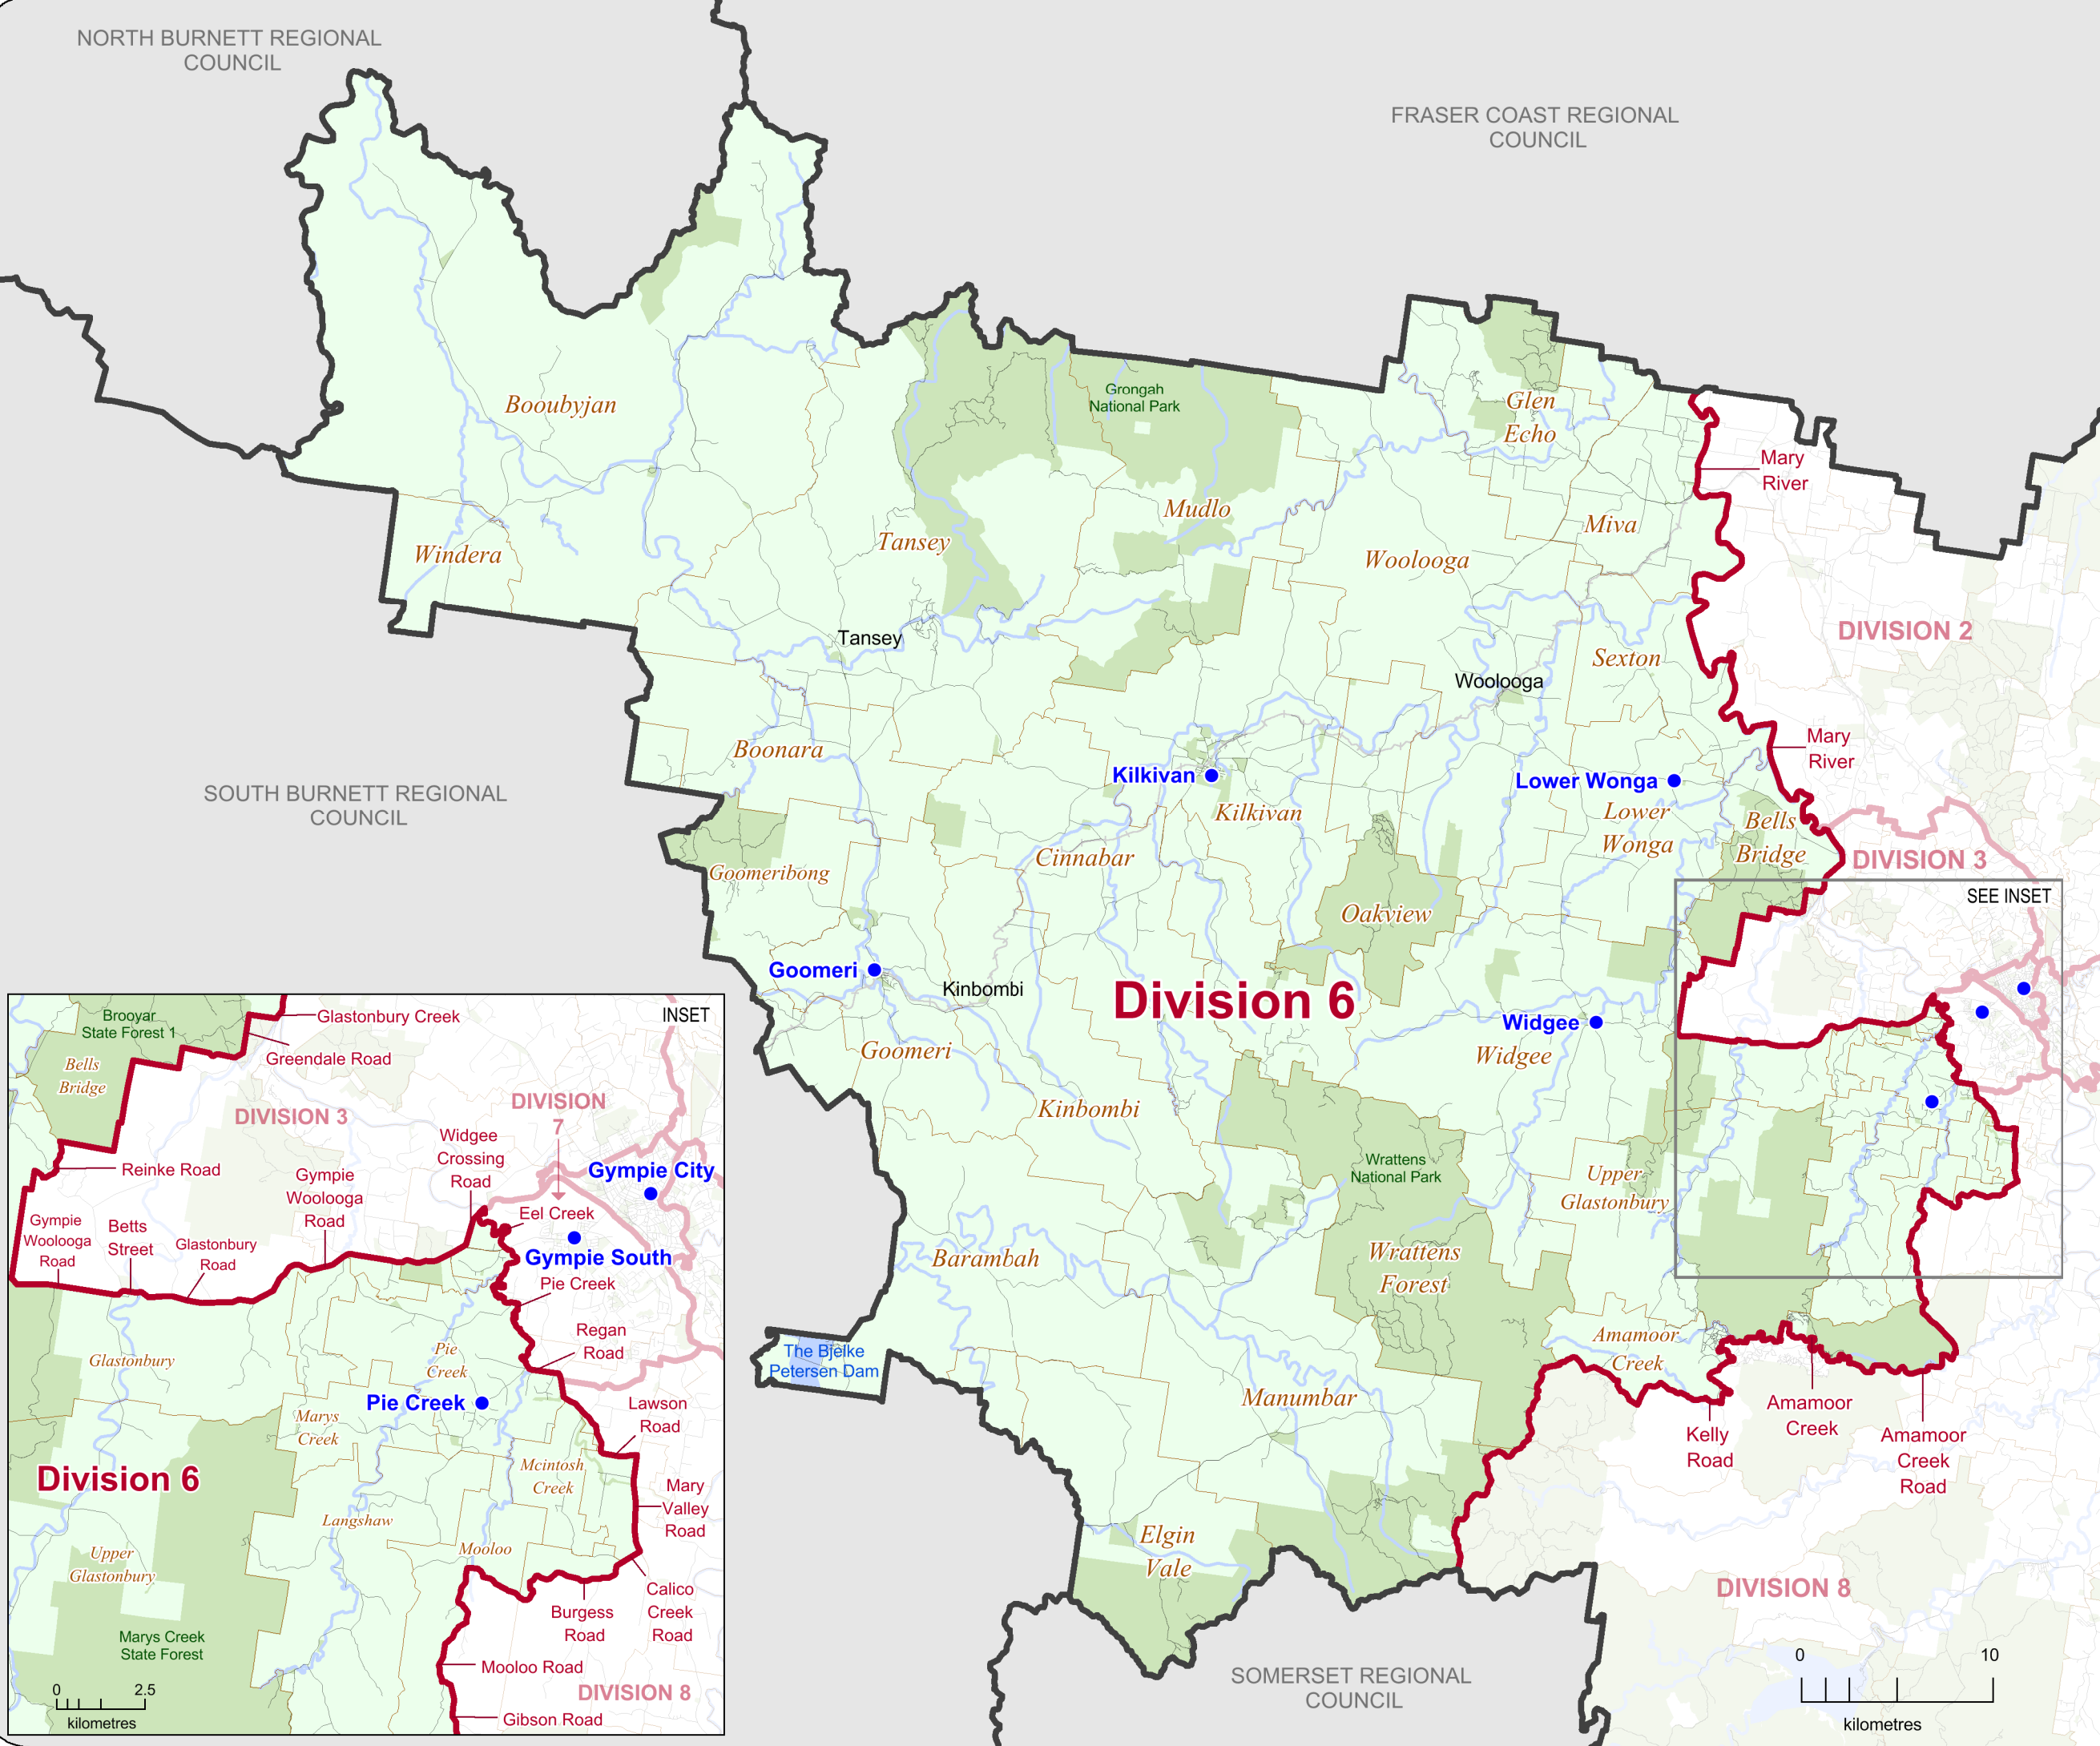 NORTH BURNETT REGIONAL
COUNCIL
FRASER COAST REGIONAL
COUNCIL
Booubyjan
Grongah
National Park
Glen
Echo
Mary
River
Mudlo
Miva
Tansey
Windera
Woolooga
DIVISION 2
Tansey
Sexton
Woolooga
Boonara
Mary
River
Kilkivan
Lower Wonga
SOUTH BURNETT REGIONAL
COUNCIL
Kilkivan
Lower
Wonga
Bells
Bridge
Cinnabar
DIVISION 3
Goomeribong
SEE INSET
Oakview
Goomeri
Kinbombi
Division 6
Widgee
Goomeri
Widgee
Kinbombi
Wrattens
National Park
Upper
Glastonbury
Barambah
Wrattens
Forest
The Bjelke
Petersen Dam
Amamoor
Creek
Manumbar
Amamoor
Creek
Kelly
Road
Amamoor
Creek
Road
Elgin
Vale
DIVISION 8
SOMERSET REGIONAL
COUNCIL
0 10
kilometres
INSET
Brooyar
State Forest 1
Glastonbury Creek
Greendale Road
Bells
Bridge
DIVISION 3
DIVISION
7
Widgee
Crossing
Road
Reinke Road
Gympie City
Gympie
Woolooga
Road
Gympie
Woolooga
Road
Betts
Street
Glastonbury
Road
Eel Creek
Gympie South
Pie Creek
Regan
Road
Glastonbury
Pie
Creek
Pie Creek
Lawson
Road
Marys
Creek
Division 6
Mcintosh
Creek
Mary
Valley
Road
Langshaw
Upper
Glastonbury
Mooloo
Calico
Creek
Road
Burgess
Road
Marys Creek
State Forest
Mooloo Road
DIVISION 8
Gibson Road
0 2.5
kilometres